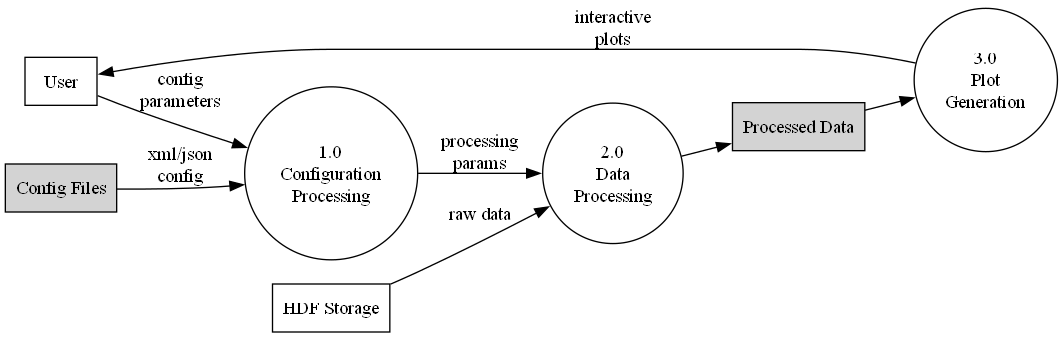 interactive
plots
User
config
parameters
Config Files
xml/json
config
1.0
Configuration
Processing
processing
params
raw data
HDF Storage
2.0
Data
Processing
Processed Data
3.0
Plot
Generation